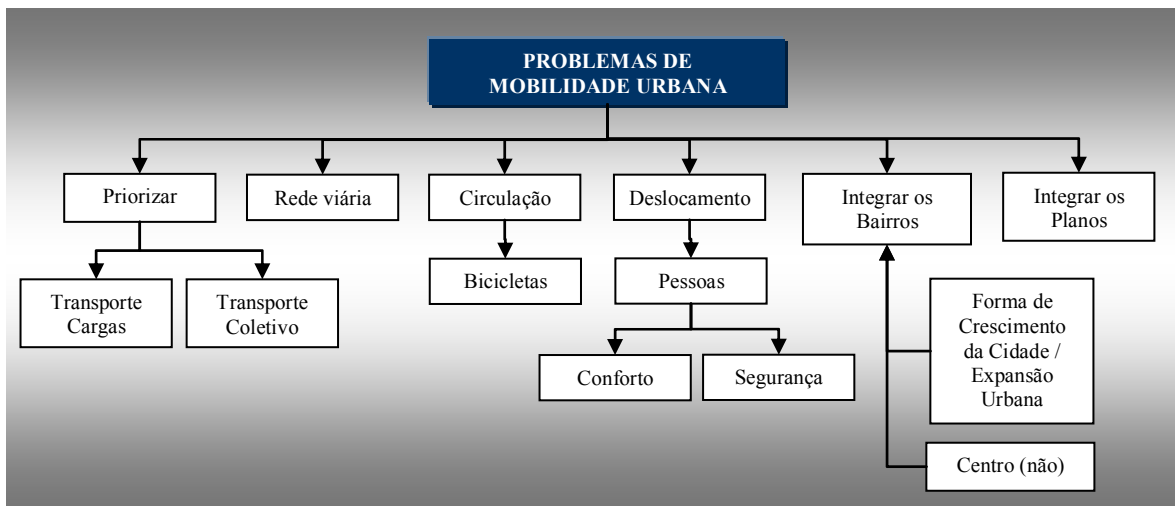 PROBLEMAS DE
MOBILIDADE URBANA
Priorizar
Rede viária
Circulação
Deslocamento
Integrar os
Bairros
Integrar os
Planos
Transporte
Cargas
Transporte
Coletivo
Bicicletas
Pessoas
Conforto
Segurança
Forma de
Crescimento
da Cidade /
Expansão
Urbana
Centro (não)